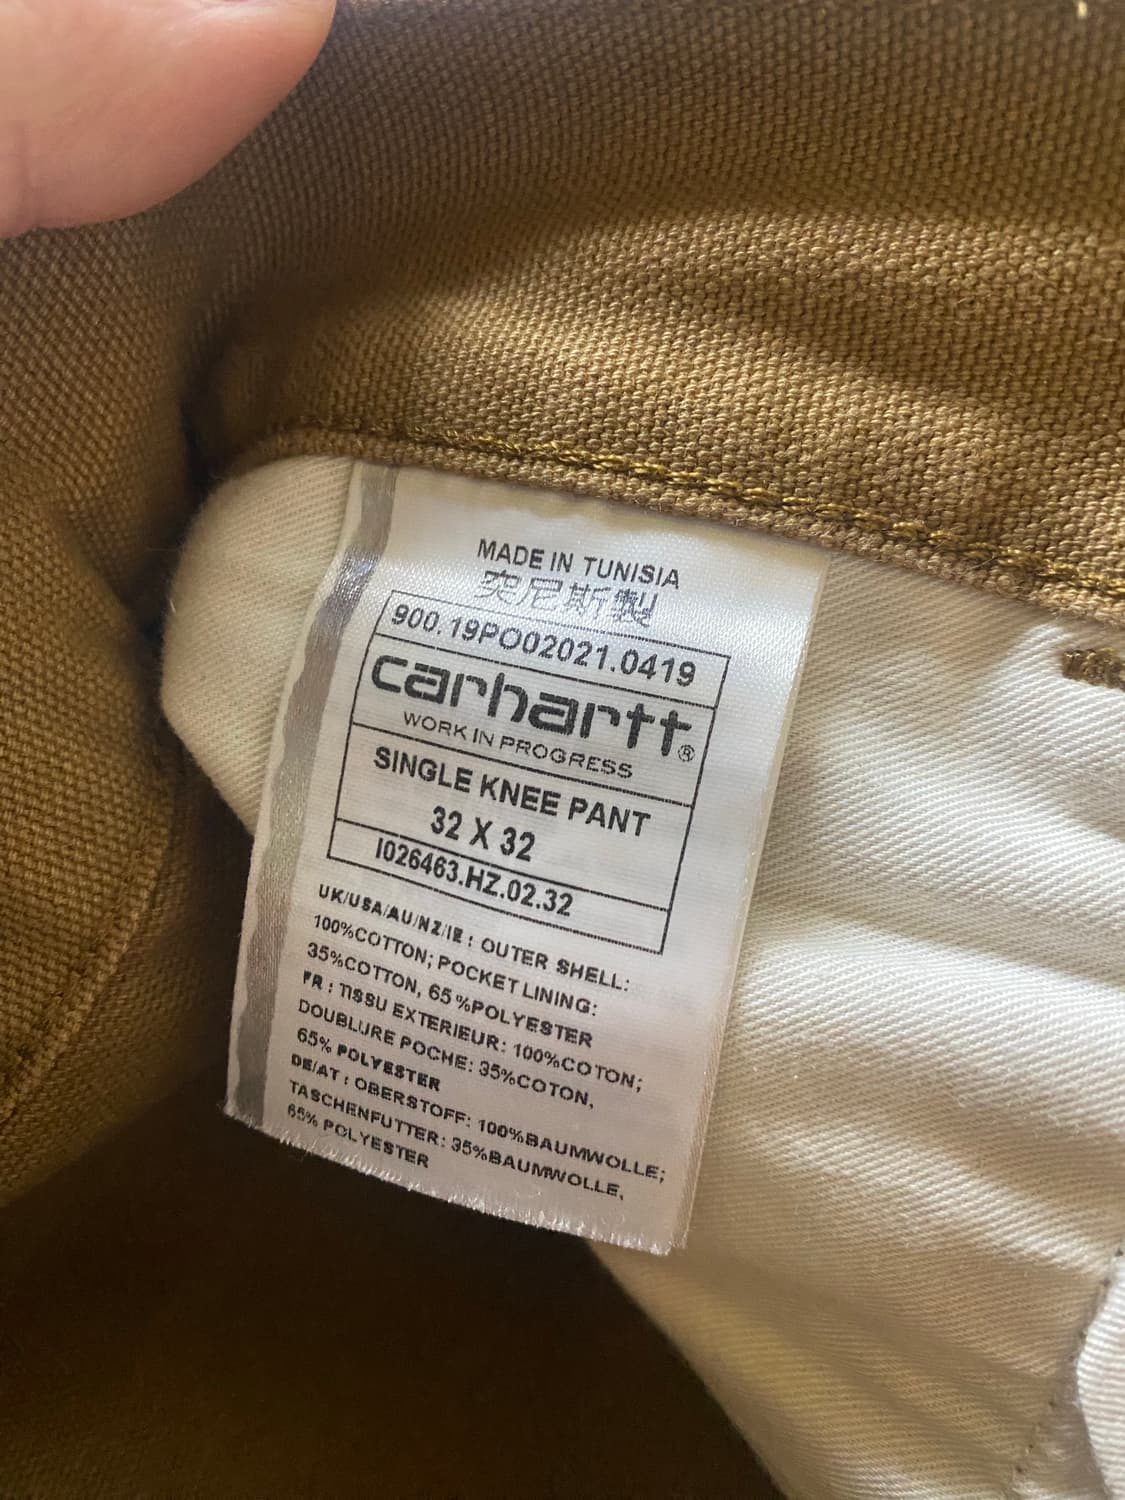 MADE IN TUNISIA
突尼斯製
900.19PO02021.0419
carhartt®
WORK IN PROGRESS
SINGLE KNEE PANT
32 X 32
I026463.HZ.02.32
UK/USA/AU/NZ/IE : OUTER SHELL:
100%COTTON; POCKET LINING:
35%COTTON, 65 %POLYESTER
FR : TISSU EXTERIEUR: 100%COTON;
DOUBLURE POCHE: 35%COTON,
65% POLYESTER
DE/AT : OBERSTOFF: 100%BAUMWOLLE;
TASCHENFUTTER: 35%BAUMWOLLE,
65% POLYESTER